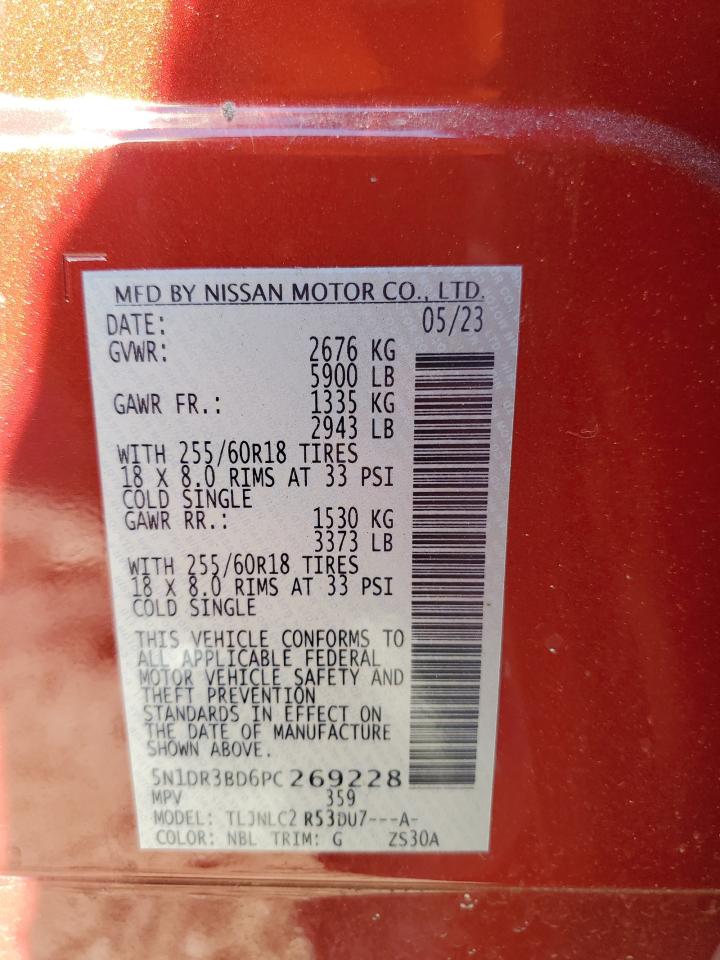 MFD BY NISSAN MOTOR CO., LTD.
DATE: 05/23
GVWR: 2676 KG
5900 LB
GAWR FR.: 1335 KG
2943 LB
WITH 255/60R18 TIRES
18 X 8.0 RIMS AT 33 PSI
COLD SINGLE
GAWR RR.: 1530 KG
3373 LB
WITH 255/60R18 TIRES
18 X 8.0 RIMS AT 33 PSI
COLD SINGLE
THIS VEHICLE CONFORMS TO
ALL APPLICABLE FEDERAL
MOTOR VEHICLE SAFETY AND
THEFT PREVENTION
STANDARDS IN EFFECT ON
THE DATE OF MANUFACTURE
SHOWN ABOVE.
5N1DR3BD6PC269228
MPV 359
MODEL: TLJNLC2 R53DU7---A-
COLOR: NBL TRIM: G ZS30A